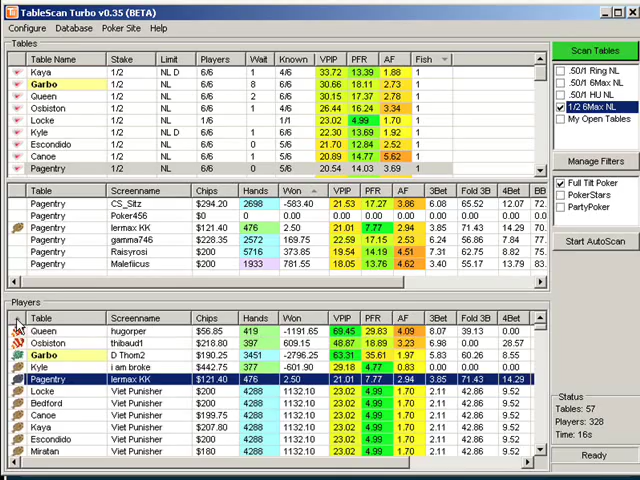 TableScan Turbo v0.35 (BETA)
Configure Database Poker Site Help
Tables
Table Name Stake Limit Players Wait Known VPIP PFR AF Fish
Kaya 1/2 NL D 6/6 1 4/6 33.72 13.39 1.88 1
Garbo 1/2 NL 6/6 8 6/6 30.66 18.11 2.73 1
Queen 1/2 NL 6/6 2 6/6 30.15 17.37 2.78 1
Osbiston 1/2 NL D 6/6 0 6/6 26.44 16.24 3.34 1
Locke 1/2 NL 1/1 23.02 4.99 1.70 1
Kyle 1/2 NL D 6/6 1 6/6 22.30 13.69 1.92 1
Escondido 1/2 NL 6/6 0 6/6 21.70 12.84 2.52 1
Canoe 1/2 NL 6/6 1 6/6 20.89 14.77 5.62 1
Pagentry 1/2 NL 6/6 0 5/6 20.54 14.03 3.69 1
Table Screenname Chips Hands Won VPIP PFR AF 3Bet Fold 3B 4Bet BB
Pagentry CS_Sitz $294.20 2698 -583.40 21.53 17.27 3.86 6.08 65.52 12.07 72.
Pagentry Poker456 $0 0 0 0.00 0.00 0.00 0.00 0.00 0.00 0.0
Pagentry lermax KK $121.40 476 2.50 21.01 7.77 2.94 3.85 71.43 14.29 50.
Pagentry gamma746 $228.35 2572 169.75 22.59 17.15 2.53 6.24 56.86 7.84 77.
Pagentry Raisyrosi $200 5716 373.85 19.54 14.19 4.51 7.32 62.31 6.92 75.
Pagentry Malefiicus $200 1933 781.55 18.05 13.76 4.62 3.40 55.17 13.79 83.
Players
Table Screenname Chips Hands Won VPIP PFR AF 3Bet Fold 3B 4Bet
Queen hugorper $56.85 419 -1191.65 69.45 29.83 4.09 8.07 39.13 0.00
Osbiston thibaud1 $218.80 397 609.15 48.87 18.89 3.23 6.98 0.00 28.57
Garbo D Thom2 $190.25 3451 -2796.25 63.31 35.61 1.97 5.83 60.26 8.55
Kyle i am broke $442.75 377 -601.90 29.18 4.77 0.83 0.00 0.00 0.00
Pagentry lermax KK $121.40 476 2.50 21.01 7.77 2.94 3.85 71.43 14.29
Locke Viet Punisher $200 4288 1132.10 23.02 4.99 1.70 2.11 42.86 9.52
Bedford Viet Punisher $200 4288 1132.10 23.02 4.99 1.70 2.11 42.86 9.52
Canoe Viet Punisher $199.75 4288 1132.10 23.02 4.99 1.70 2.11 42.86 9.52
Kaya Viet Punisher $207.80 4288 1132.10 23.02 4.99 1.70 2.11 42.86 9.52
Escondido Viet Punisher $200 4288 1132.10 23.02 4.99 1.70 2.11 42.86 9.52
Miratan Viet Punisher $180 4288 1132.10 23.02 4.99 1.70 2.11 42.86 9.52
Scan Tables
.50/1 Ring NL
.50/1 6Max NL
.50/1 HU NL
1/2 6Max NL
My Open Tables
Manage Filters
Full Tilt Poker
PokerStars
PartyPoker
Start AutoScan
Status
Tables: 57
Players: 328
Time: 16s
Ready